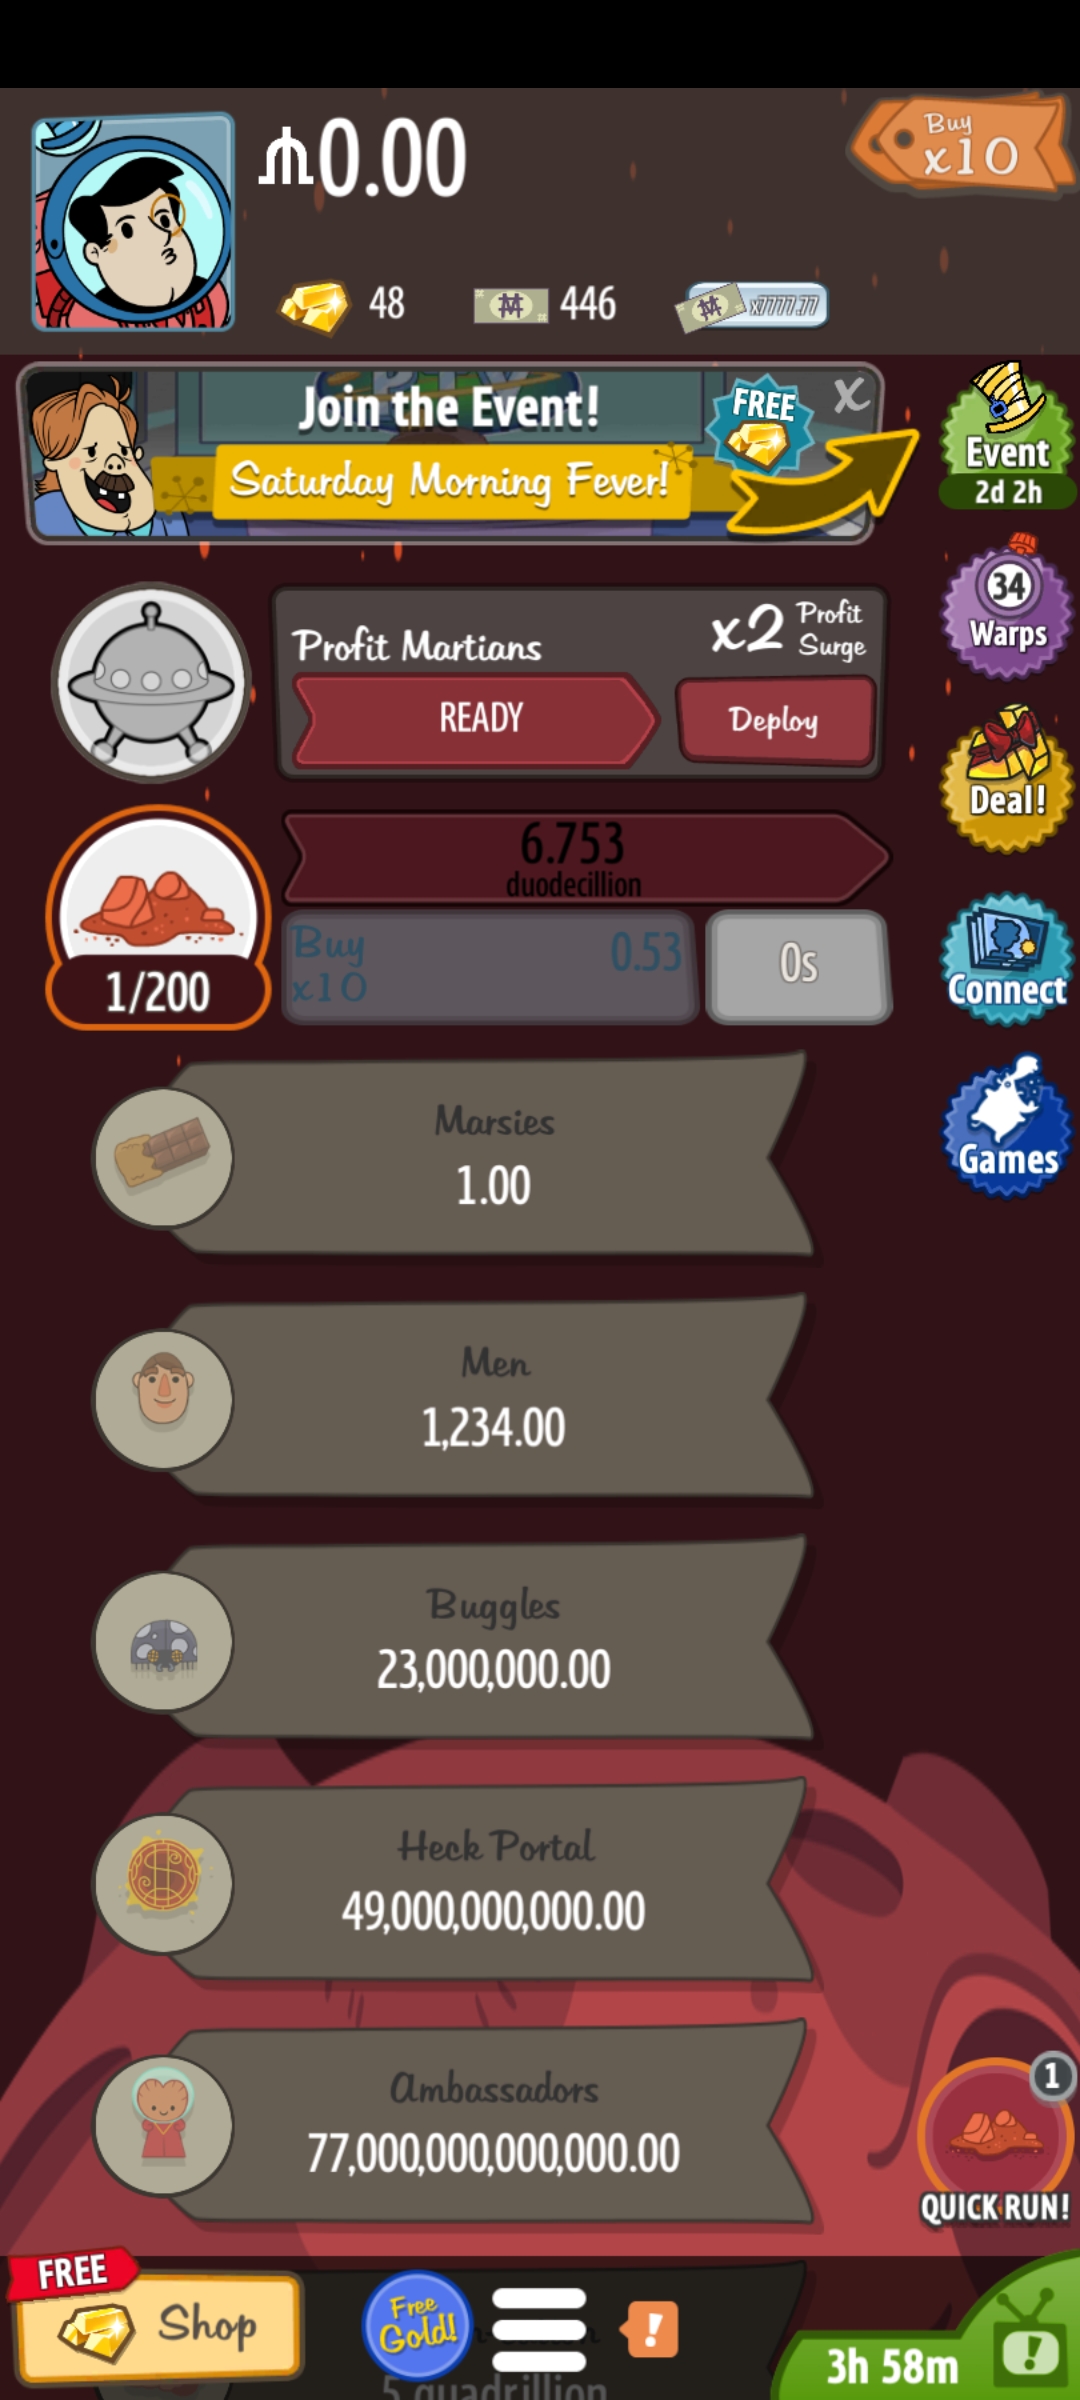 ₼0.00
Buy
x10
48
446
x7777.77
Join the Event!
FREE
X
Saturday Morning Fever!
Event
2d 2h
34
Warps
Profit Martians
x2 Profit
Surge
READY
Deploy
Deal!
6.753
duodecillion
Buy
x10
0.53
0s
1/200
Connect
Marsies
1.00
Games
Men
1,234.00
Buggles
23,000,000.00
Heck Portal
49,000,000,000.00
Ambassadors
77,000,000,000,000.00
1
QUICK RUN!
FREE
Shop
Free
Gold!
!
3h 58m
5 quadrillion